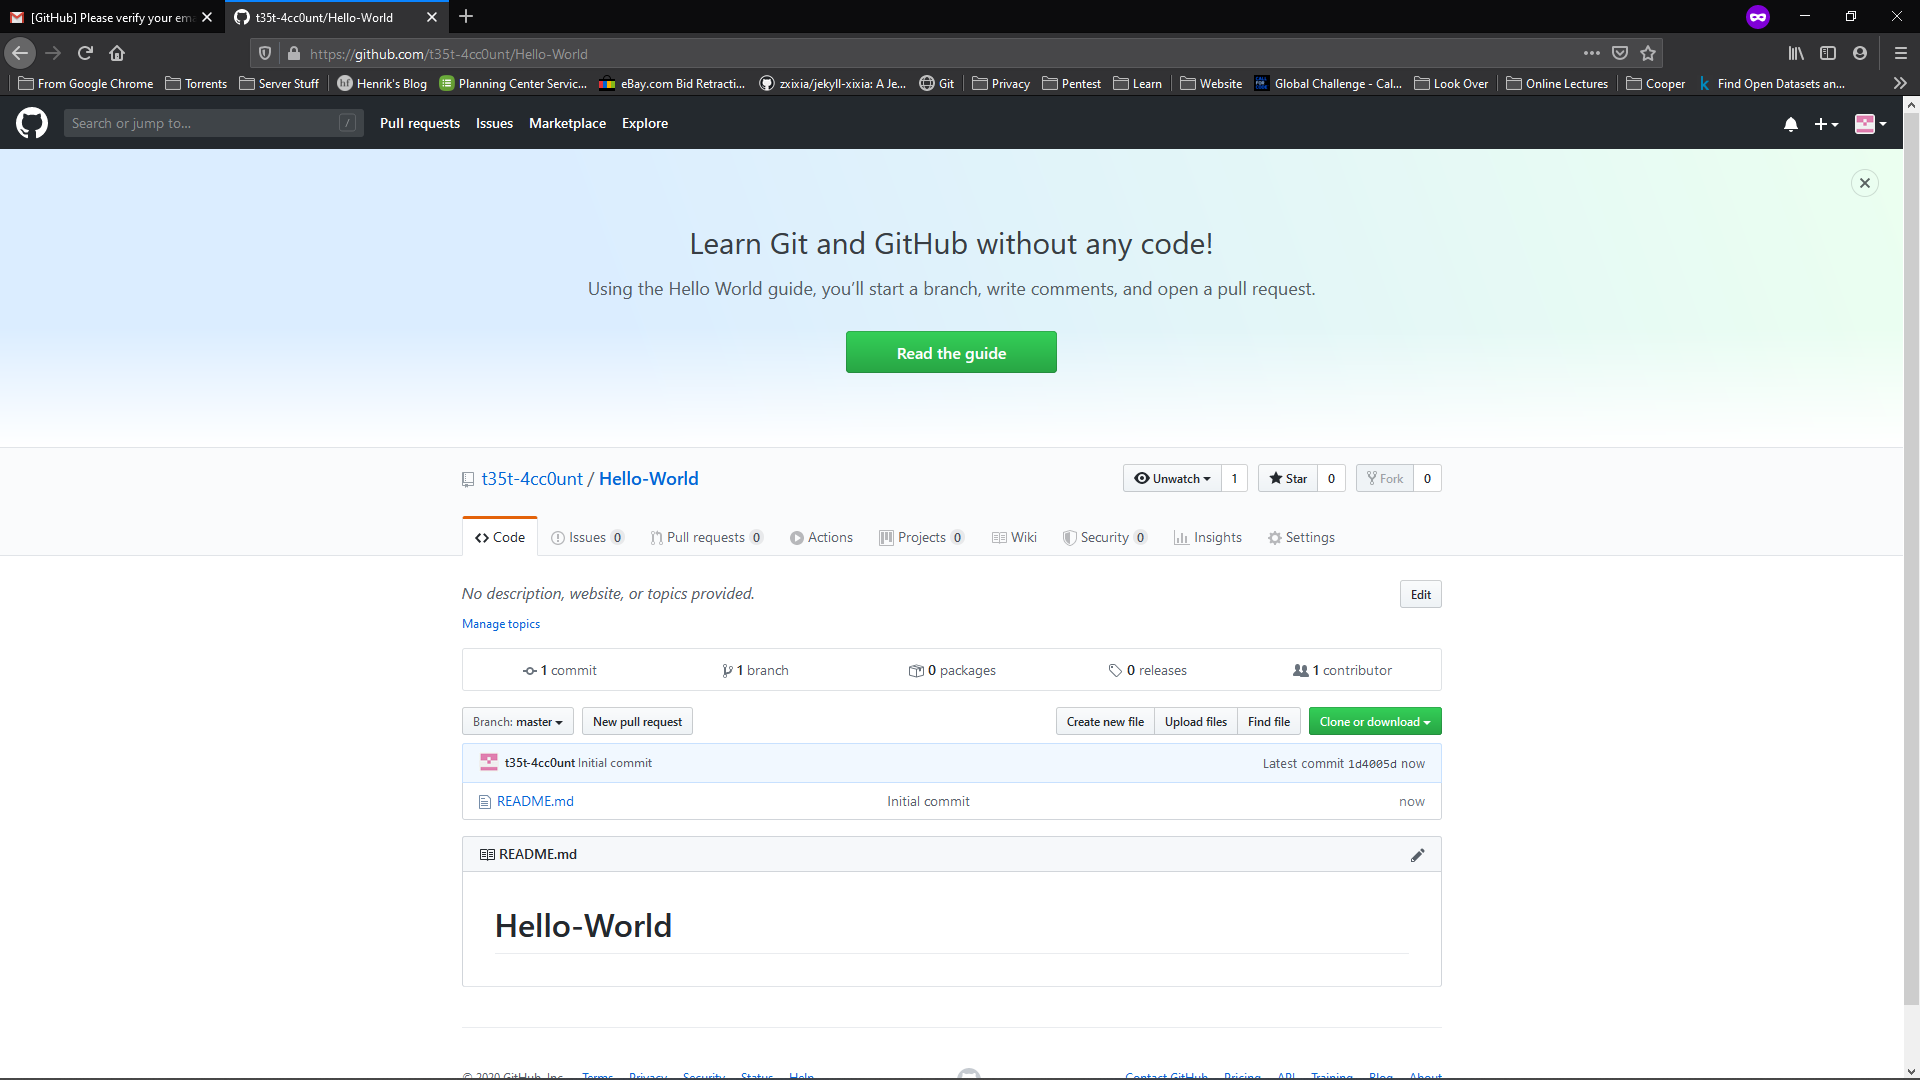 [GitHub] Please verify your ema
t35t-4cc0unt/Hello-World
https://github.com/t35t-4cc0unt/Hello-World
From Google Chrome Torrents Server Stuff Henrik's Blog Planning Center Servic... eBay.com Bid Retracti... zxixia/jekyll-xixia: A Je... Git Privacy Pentest Learn Website Global Challenge - Cal... Look Over Online Lectures Cooper Find Open Datasets an...
Search or jump to... / Pull requests Issues Marketplace Explore
Learn Git and GitHub without any code!
Using the Hello World guide, you’ll start a branch, write comments, and open a pull request.
Read the guide
t35t-4cc0unt / Hello-World Unwatch 1 Star 0 Fork 0
Code Issues 0 Pull requests 0 Actions Projects 0 Wiki Security 0 Insights Settings
No description, website, or topics provided. Edit
Manage topics
1 commit 1 branch 0 packages 0 releases 1 contributor
Branch: master New pull request Create new file Upload files Find file Clone or download
t35t-4cc0unt Initial commit Latest commit 1d4005d now
README.md Initial commit now
README.md
Hello-World
© 2020 GitHub, Inc. Terms Privacy Security Status Help Contact GitHub Pricing API Training Blog About